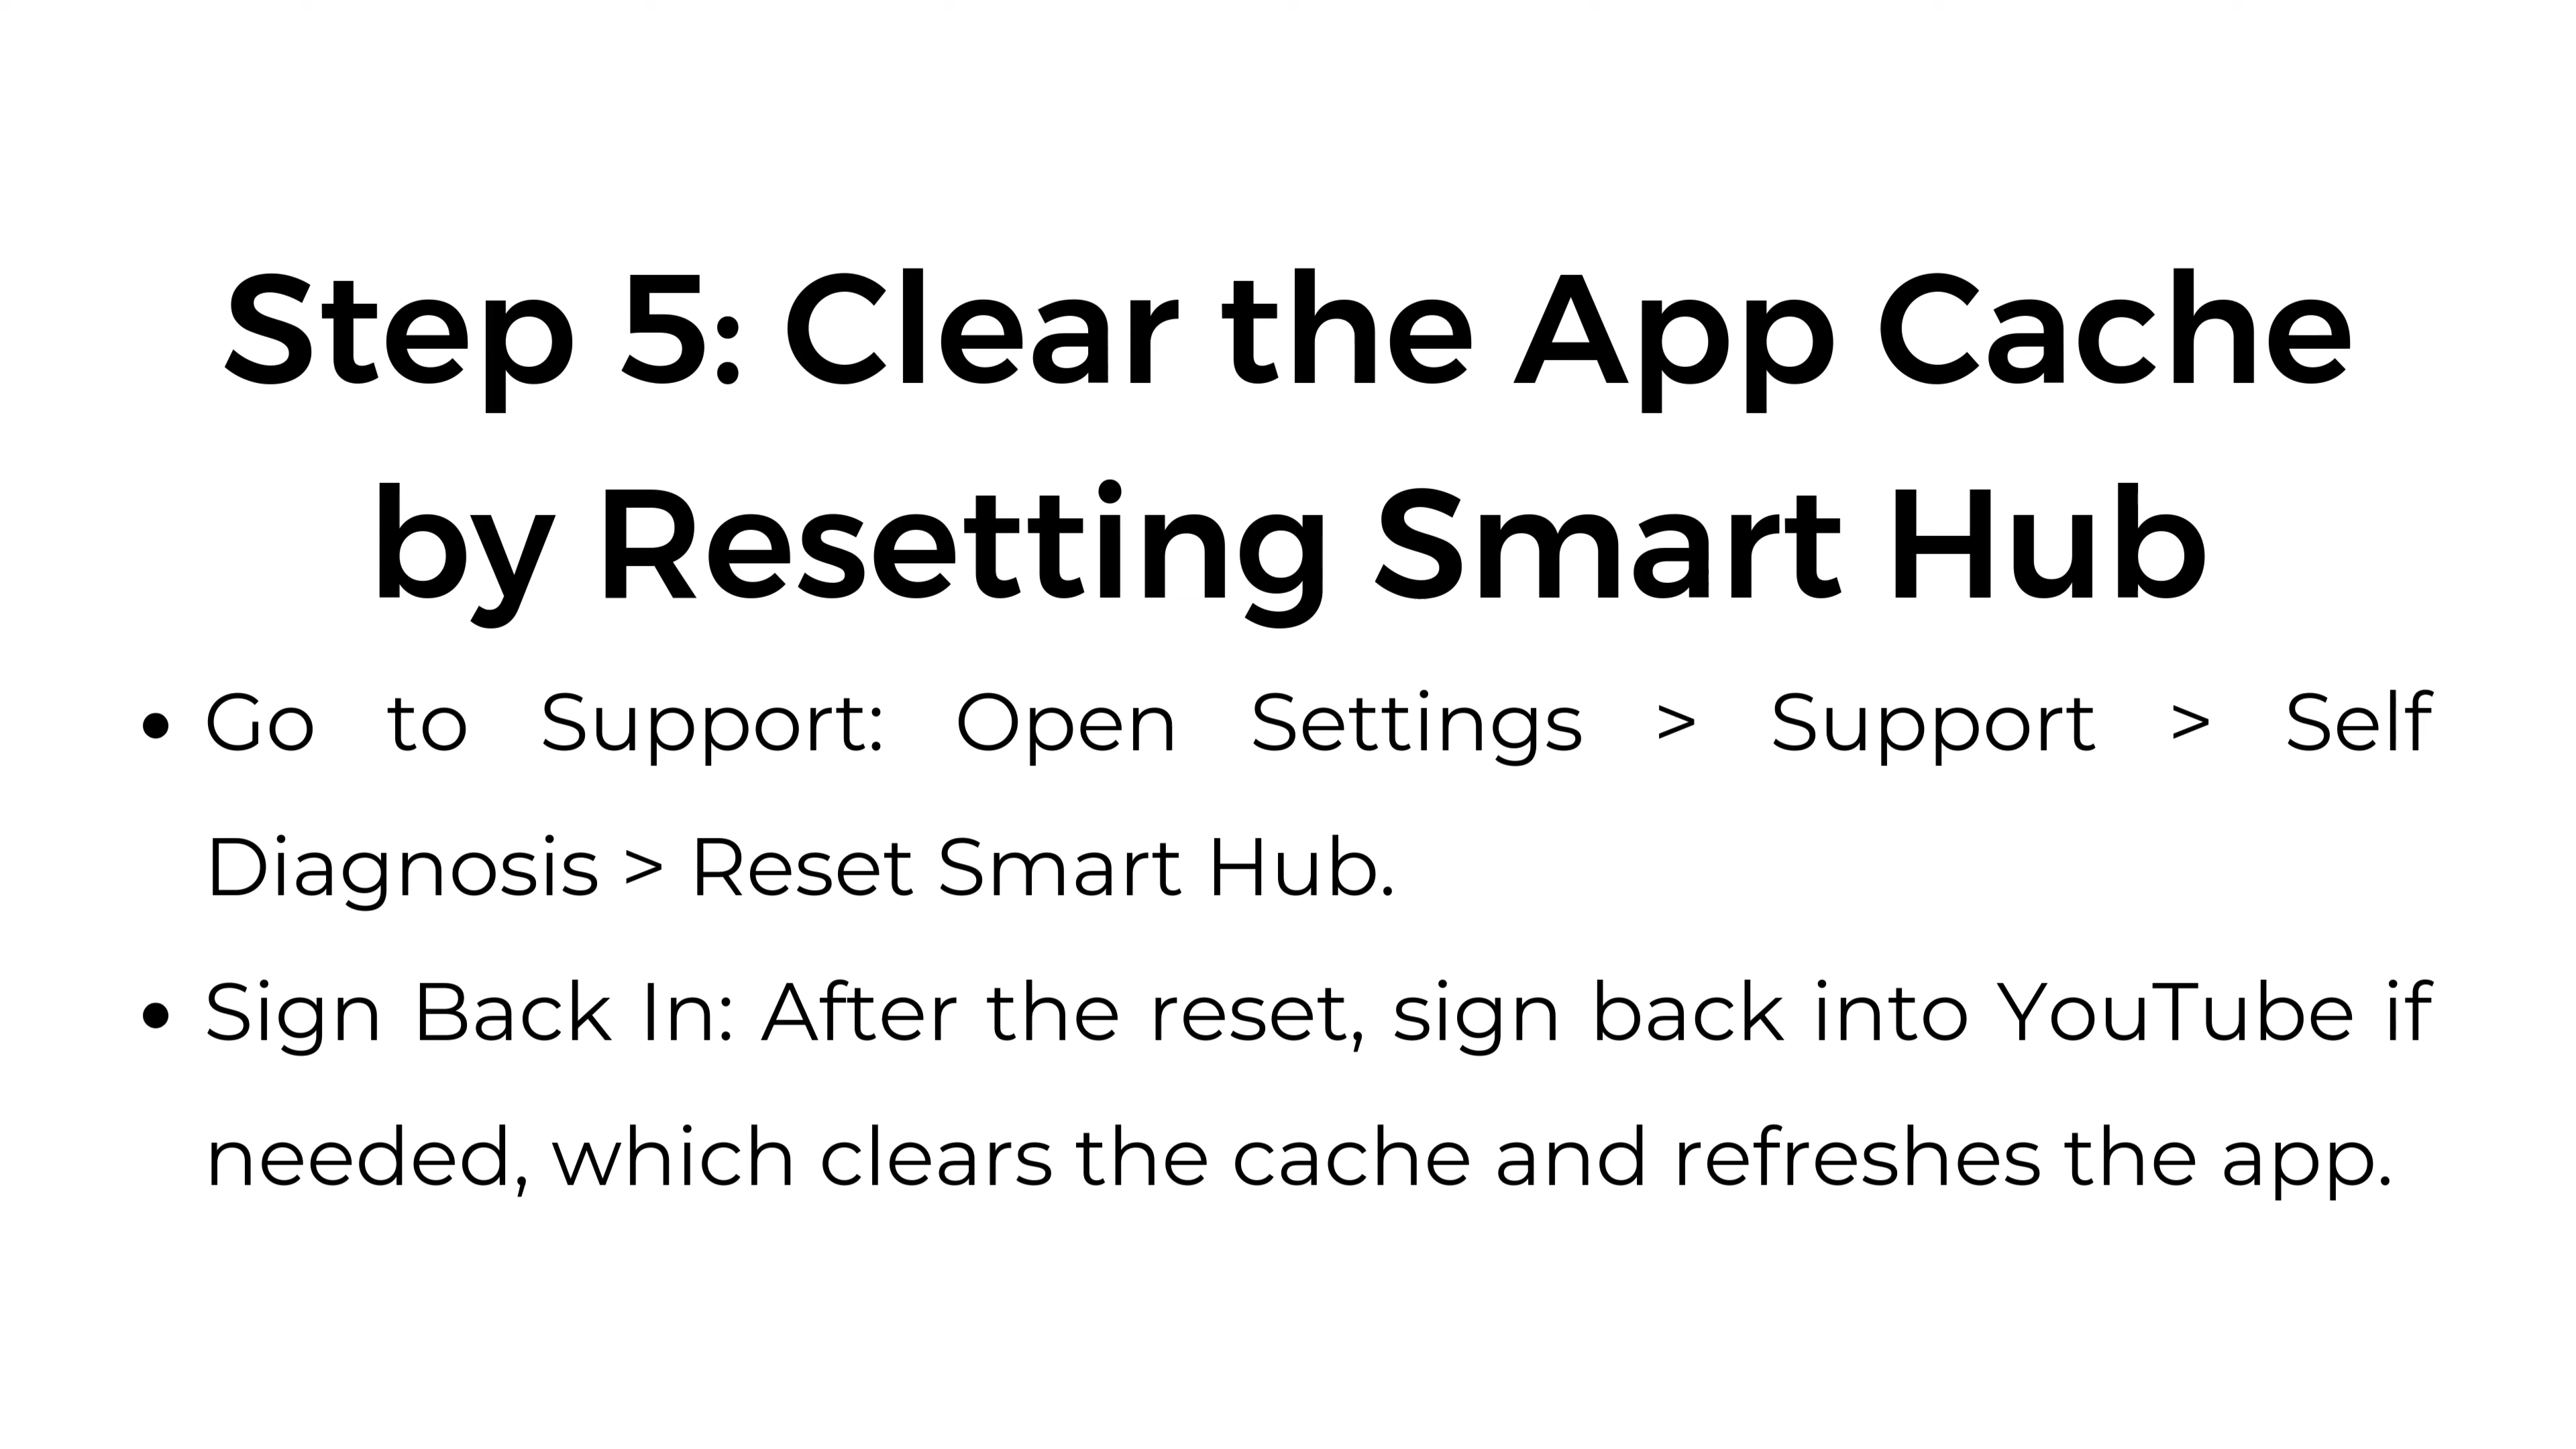 Step 5: Clear the App Cache
by Resetting Smart Hub
• Go to Support: Open Settings > Support > Self
Diagnosis > Reset Smart Hub.
• Sign Back In: After the reset, sign back into YouTube if
needed, which clears the cache and refreshes the app.